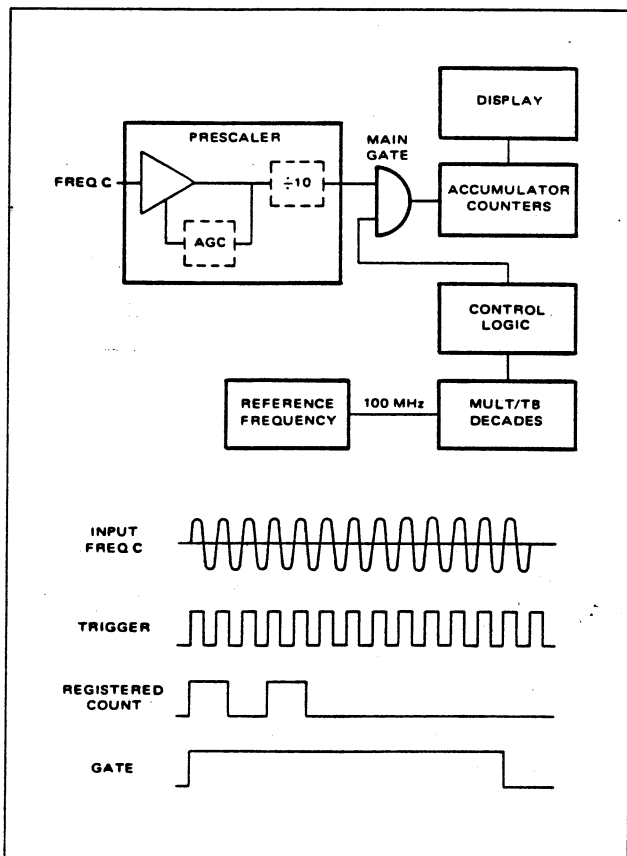 DISPLAY
PRESCALER
MAIN
GATE
FREQ C
÷10
ACCUMULATOR
COUNTERS
AGC
CONTROL
LOGIC
REFERENCE
FREQUENCY
100 MHz
MULT/TB
DECADES
INPUT
FREQ C
TRIGGER
REGISTERED
COUNT
GATE